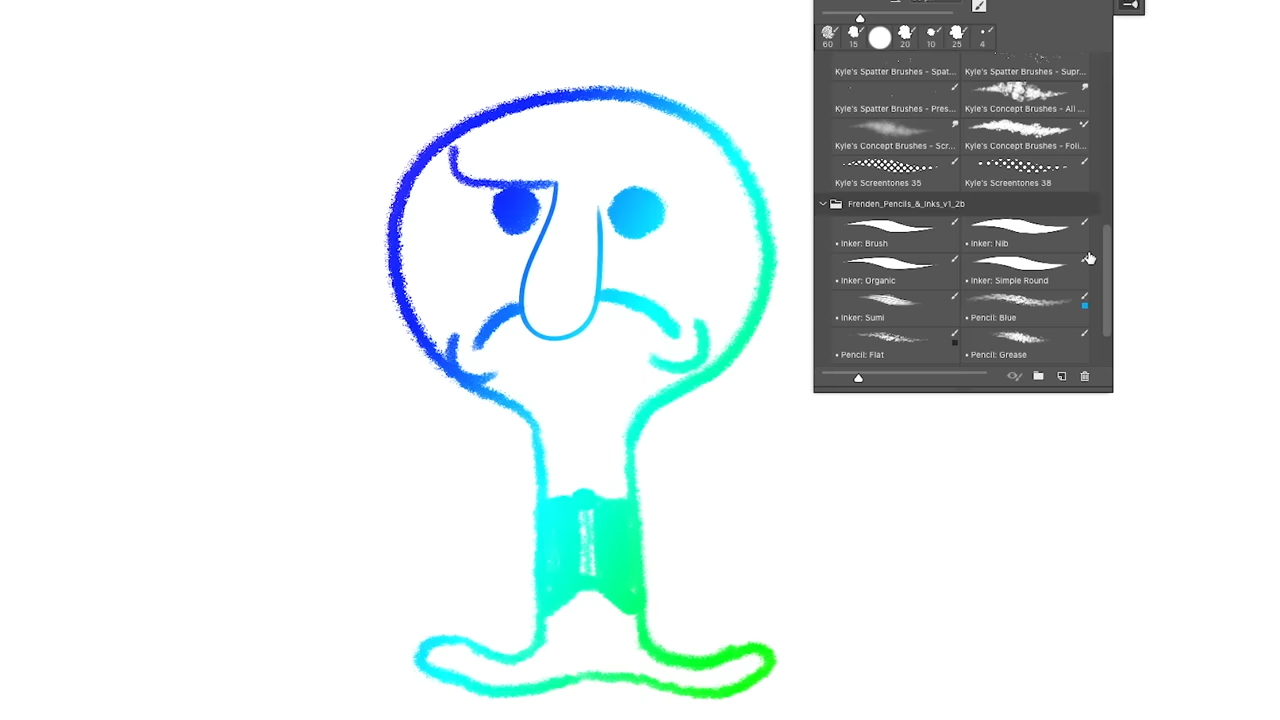 60 15 20 10 25 4
Kyle's Spatter Brushes - Spat... Kyle's Spatter Brushes - Supr...
Kyle's Spatter Brushes - Pres... Kyle's Concept Brushes - All ...
Kyle's Concept Brushes - Scr... Kyle's Concept Brushes - Foli...
Kyle's Screentones 35 Kyle's Screentones 38
Frenden_Pencils_&_Inks_v1_2b
• Inker: Brush • Inker: Nib
• Inker: Organic • Inker: Simple Round
• Inker: Sumi • Pencil: Blue
• Pencil: Flat • Pencil: Grease